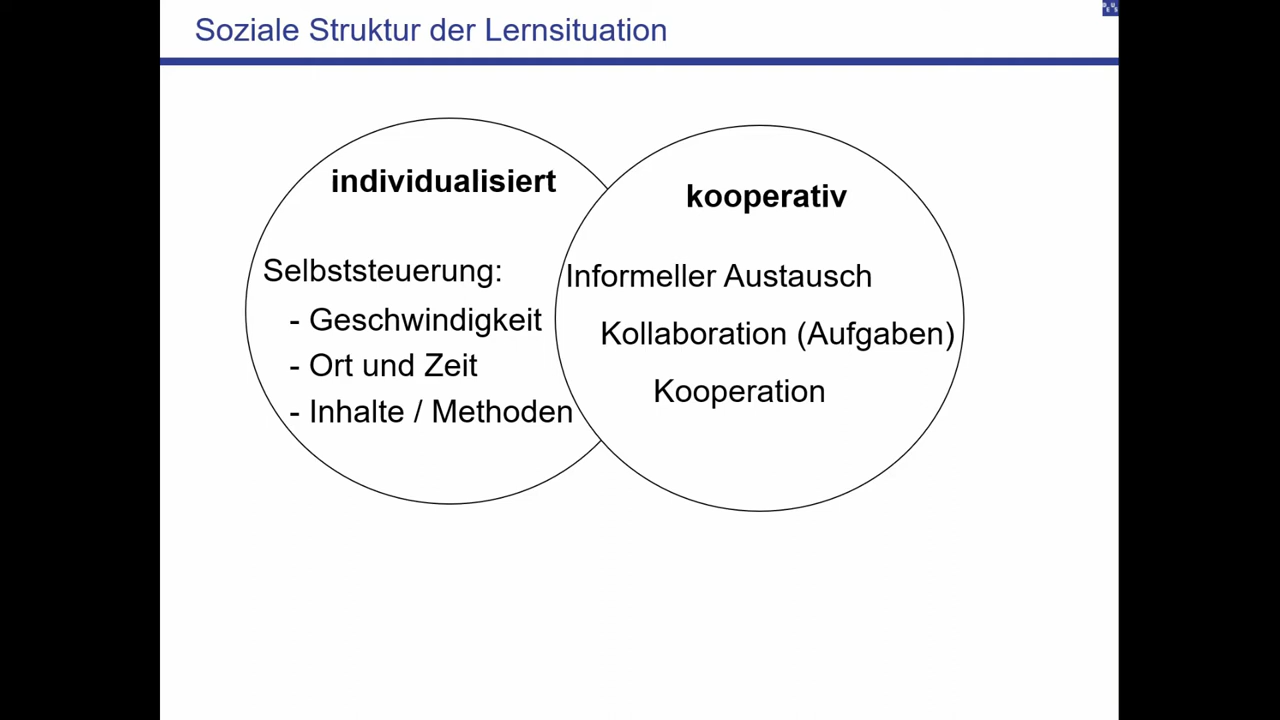 Soziale Struktur der Lernsituation
individualisiert
Selbststeuerung:
- Geschwindigkeit
- Ort und Zeit
- Inhalte / Methoden
kooperativ
Informeller Austausch
Kollaboration (Aufgaben)
Kooperation